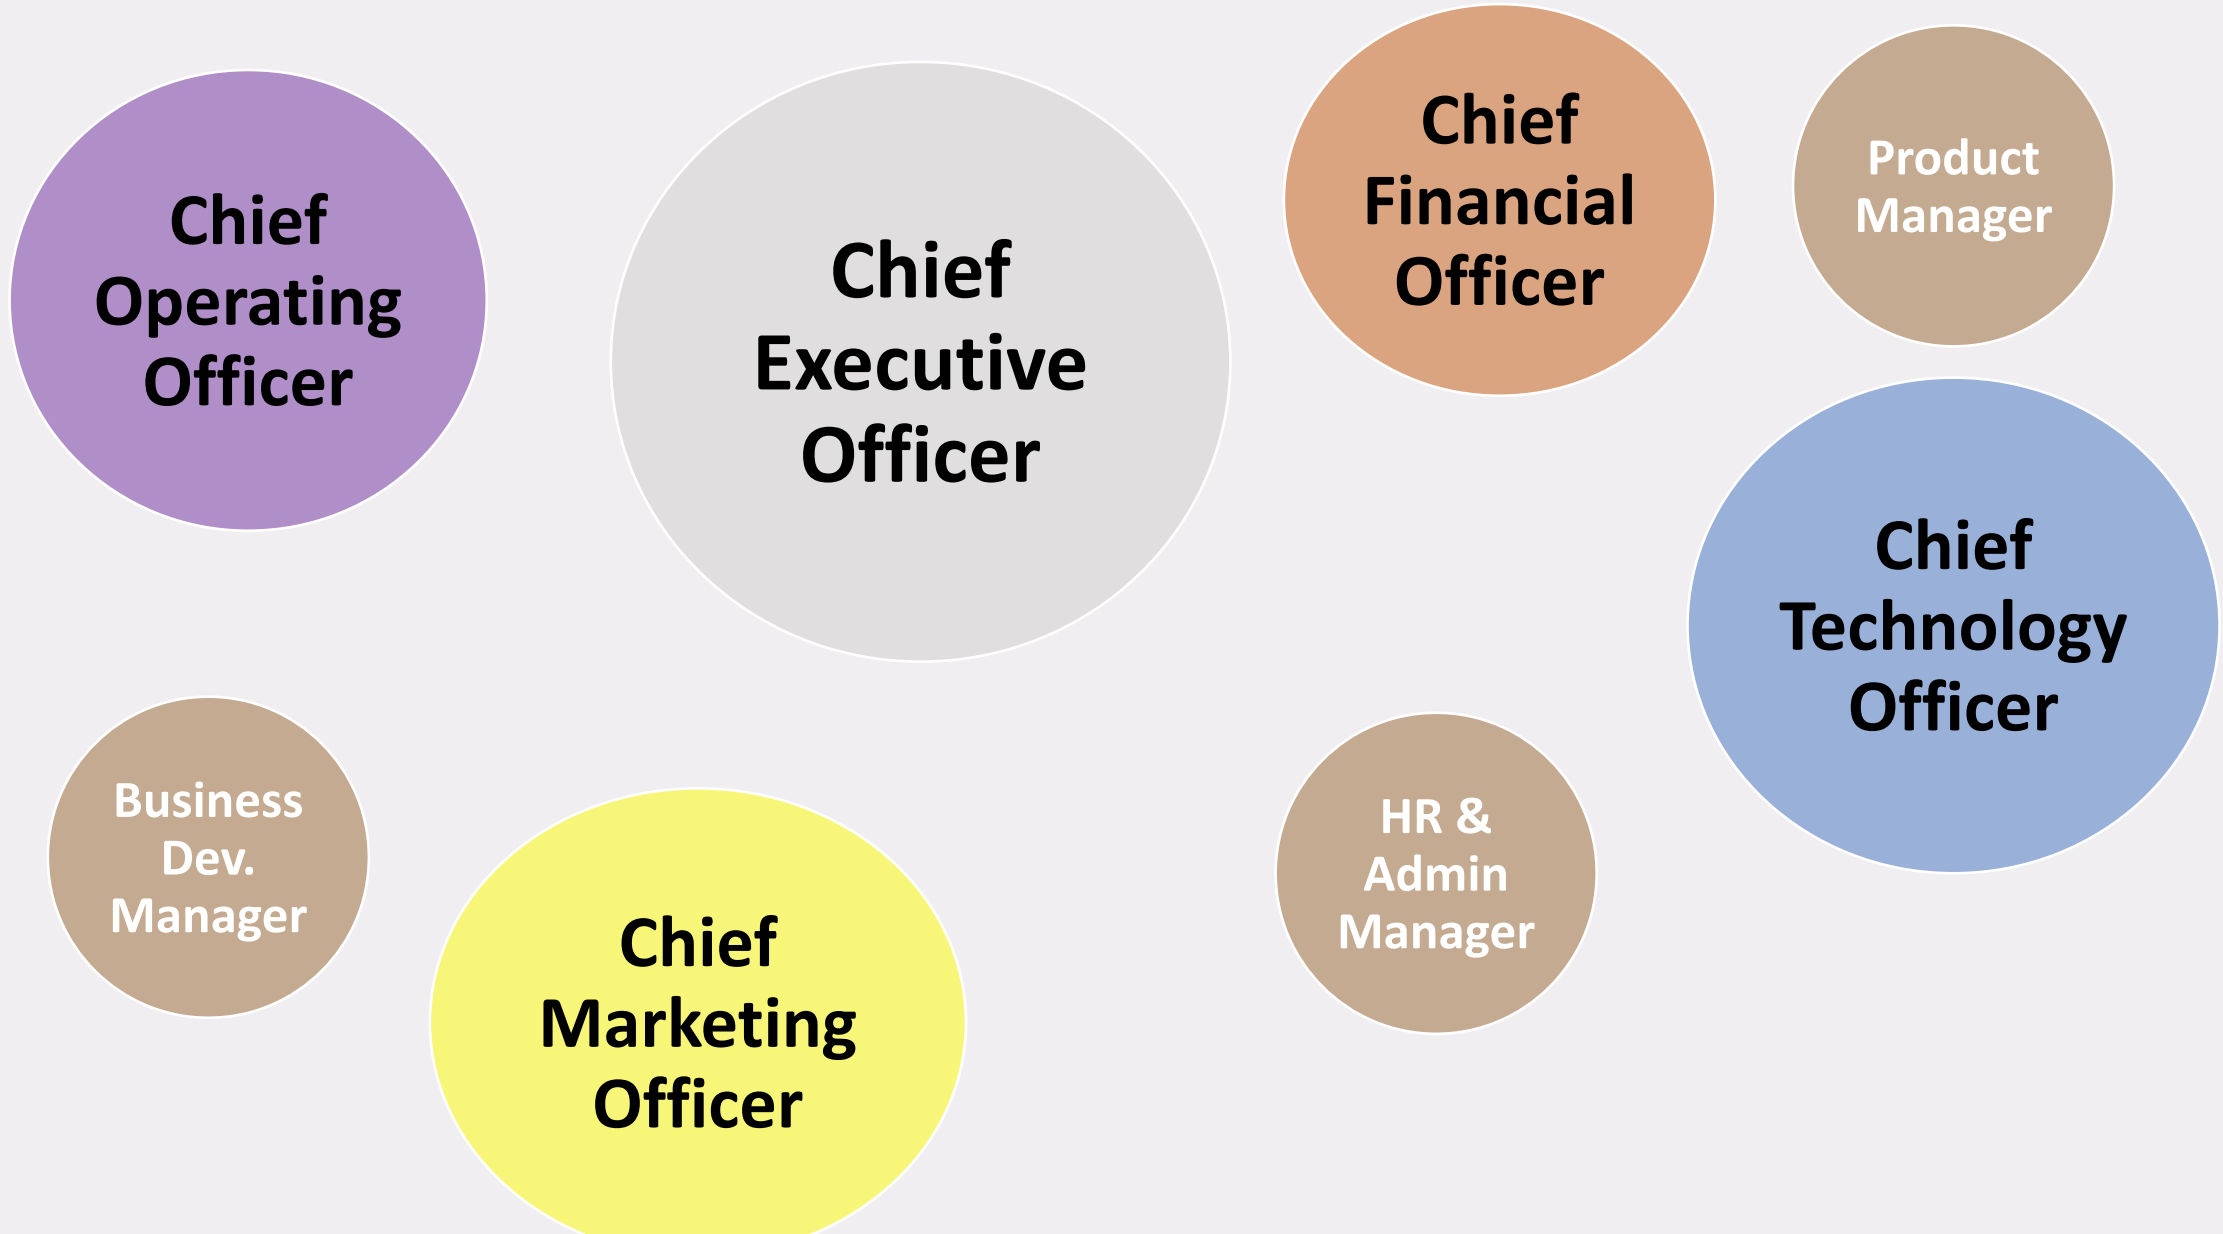 Chief
Operating
Officer
Chief
Executive
Officer
Chief
Financial
Officer
Product
Manager
Chief
Technology
Officer
Business
Dev.
Manager
Chief
Marketing
Officer
HR &
Admin
Manager